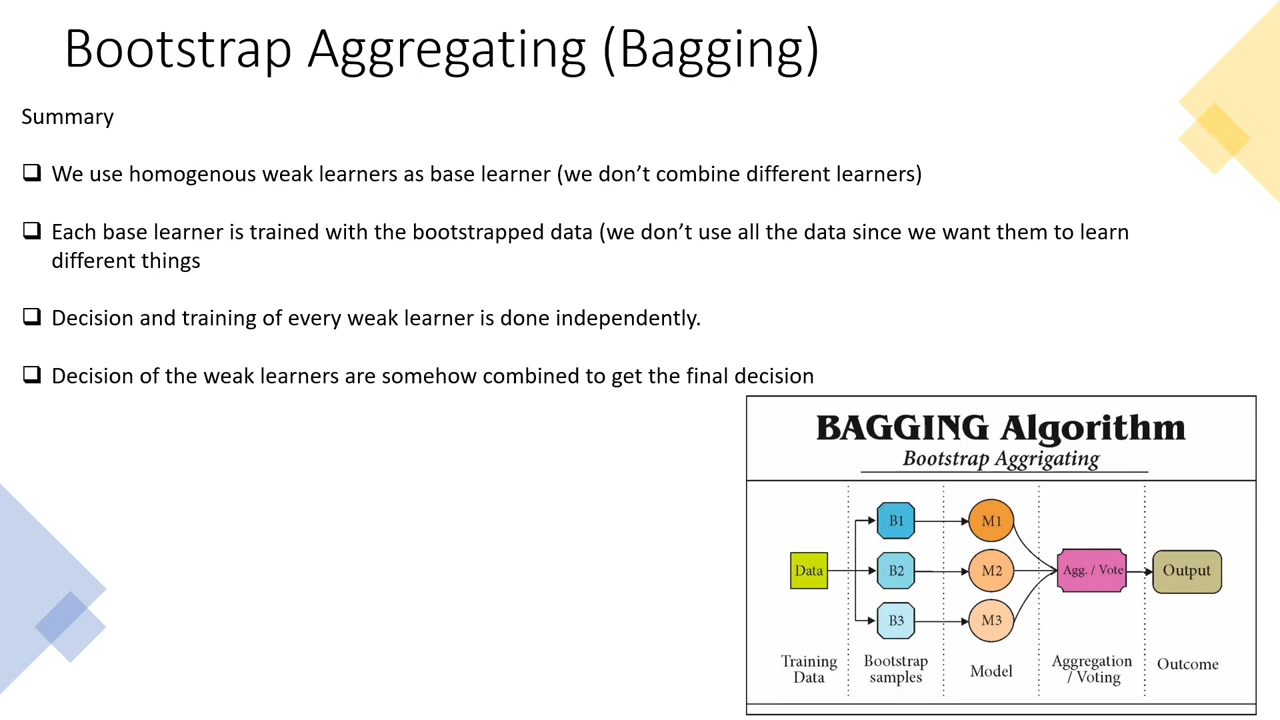 Bootstrap Aggregating (Bagging)
Summary
We use homogenous weak learners as base learner (we don’t combine different learners)
Each base learner is trained with the bootstrapped data (we don’t use all the data since we want them to learn
different things
Decision and training of every weak learner is done independently.
Decision of the weak learners are somehow combined to get the final decision
BAGGING Algorithm
Bootstrap Aggrigating
B1
M1
Data
B2
M2
Agg. / Vote
Output
B3
M3
Training
Data
Bootstrap
samples
Model
Aggregation
/ Voting
Outcome